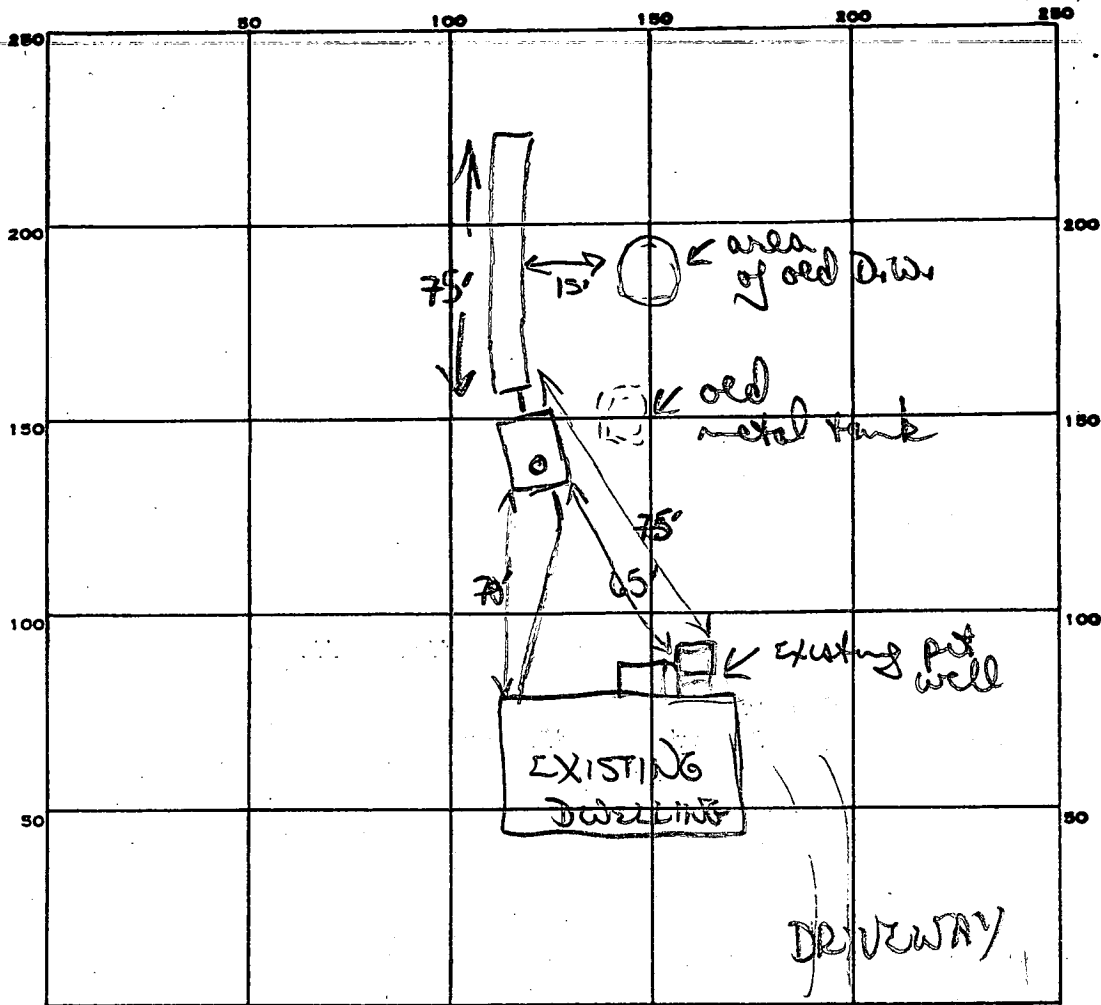 50 100 150 200 250
250
200 200
area
of old D.W.
15'
75'
old
metal tank
150 150
75'
70' 65'
100 100
existing pit
well
EXISTING
DWELLING
50 50
DRIVEWAY